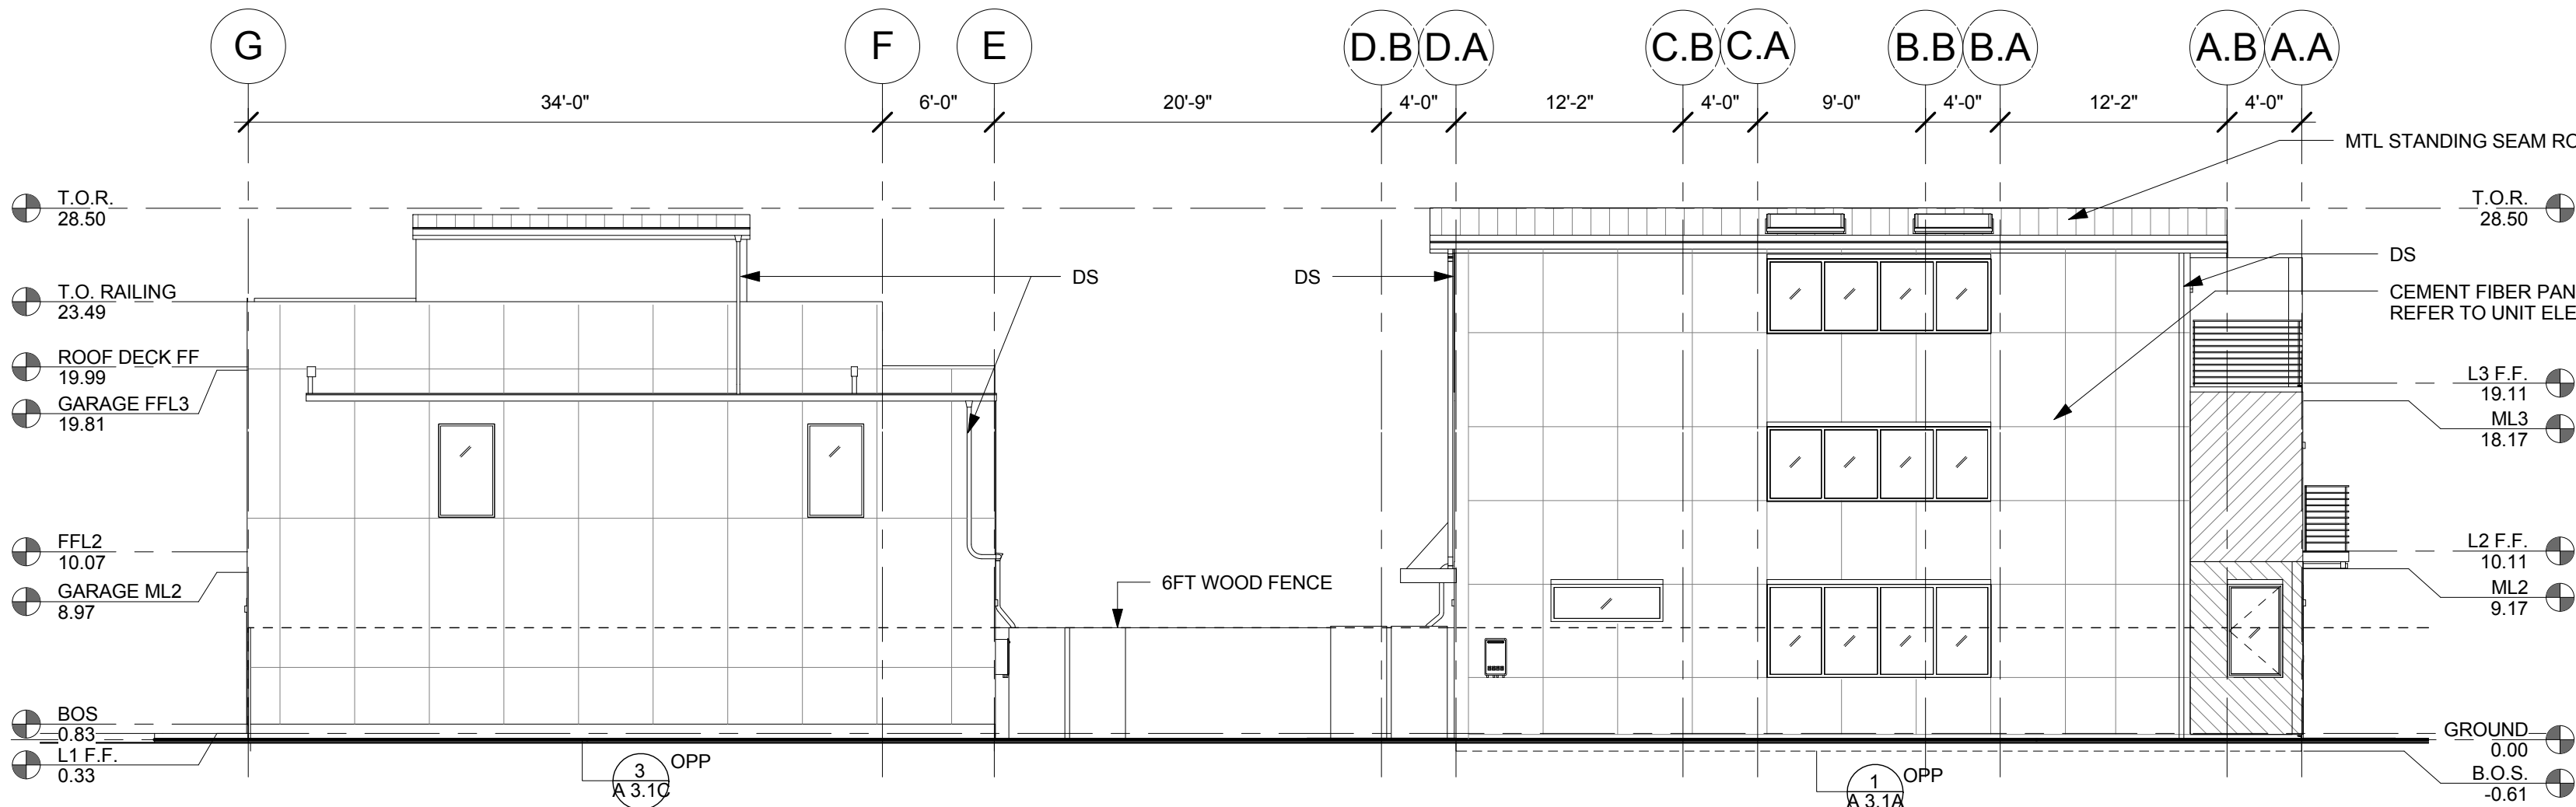 G F E D.B D.A C.B C.A B.B B.A A.B A.A
34'-0" 6'-0" 20'-9" 4'-0" 12'-2" 4'-0" 9'-0" 4'-0" 12'-2" 4'-0"
MTL STANDING SEAM
T.O.R.
28.50
T.O. RAILING
23.49
ROOF DECK FF
19.99
GARAGE FFL3
19.81
FFL2
10.07
GARAGE ML2
8.97
BOS
0.83
L1 F.F.
0.33
DS
DS
6FT WOOD FENCE
3
A 3.1C
OPP
1
A 3.1A
OPP
T.O.R.
28.50
DS
CEMENT FIBER
REFER TO UNIT
L3 F.F.
19.11
ML3
18.17
L2 F.F.
10.11
ML2
9.17
GROUND
0.00
B.O.S.
-0.61